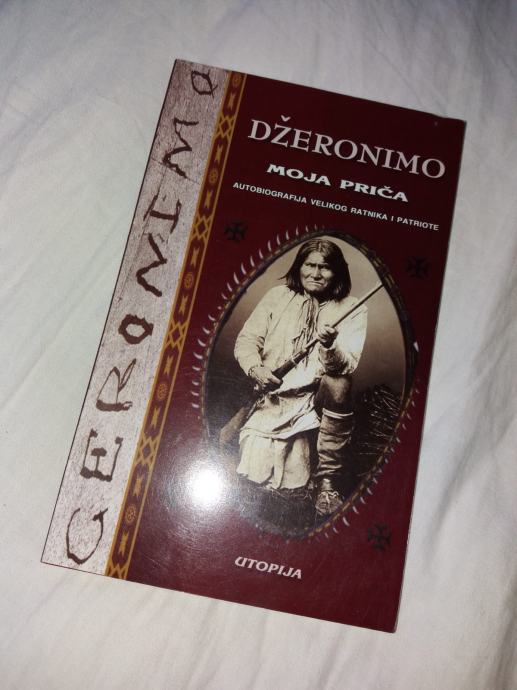 GERONIMO
DŽERONIMO
MOJA PRIČA
AUTOBIOGRAFIJA VELIKOG RATNIKA I PATRIOTE
UTOPIJA